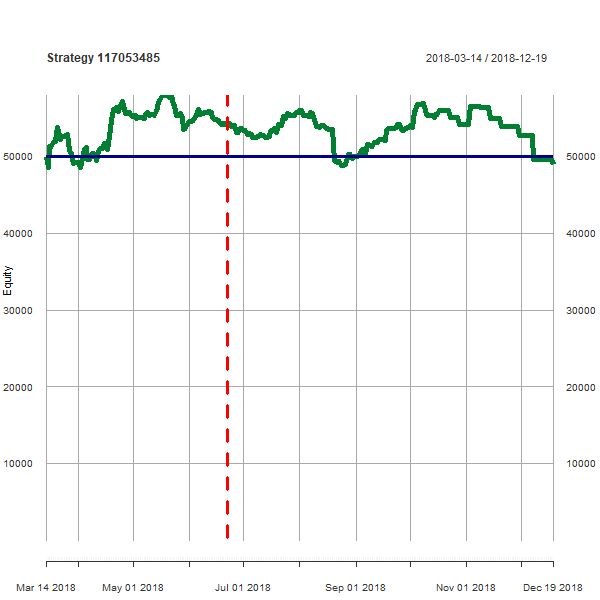 Strategy 117053485
2018-03-14 / 2018-12-19
50000
50000
40000
40000
Equity
30000
30000
20000
20000
10000
10000
Mar 14 2018
May 01 2018
Jul 01 2018
Sep 01 2018
Nov 01 2018
Dec 19 2018